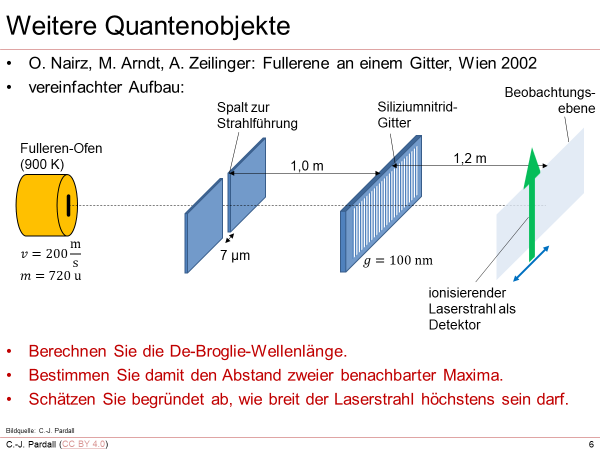 Weitere Quantenobjekte
• O. Nairz, M. Arndt, A. Zeilinger: Fullerene an einem Gitter, Wien 2002
• vereinfachter Aufbau:
Beobachtungs-
ebene
Spalt zur
Strahlführung
Siliziumnitrid-
Gitter
Fulleren-Ofen
(900 K)
1,0 m
1,2 m
v = 200 m/s
m = 720 u
7 µm
g = 100 nm
ionisierender
Laserstrahl als
Detektor
• Berechnen Sie die De-Broglie-Wellenlänge.
• Bestimmen Sie damit den Abstand zweier benachbarter Maxima.
• Schätzen Sie begründet ab, wie breit der Laserstrahl höchstens sein darf.
Bildquelle: C.-J. Pardall
C.-J. Pardall (CC BY 4.0)
6